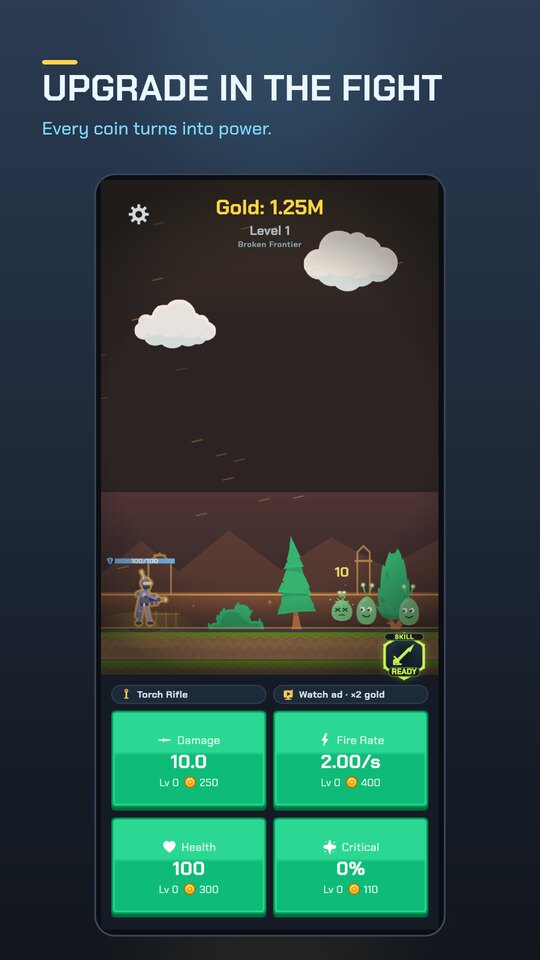 UPGRADE IN THE FIGHT
Every coin turns into power.
Gold: 1.25M
Level 1
Broken Frontier
100/100
10
SKILL
READY
Torch Rifle
Watch ad · ×2 gold
Damage
10.0
Lv 0 250
Fire Rate
2.00/s
Lv 0 400
Health
100
Lv 0 300
Critical
0%
Lv 0 110